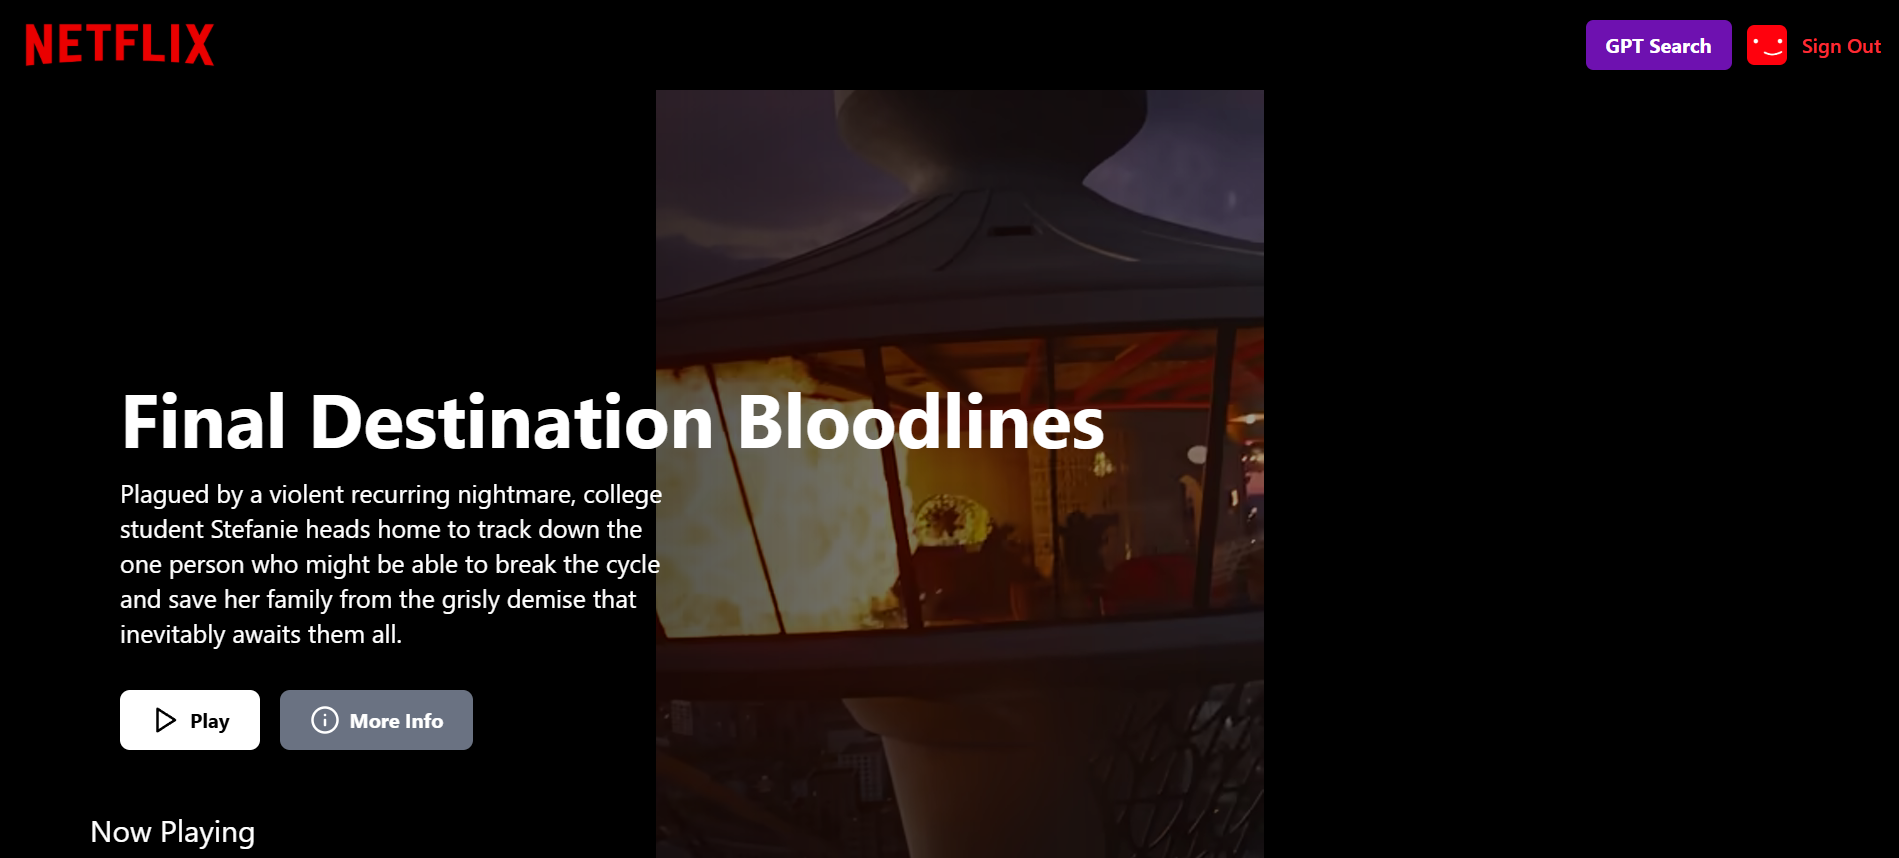 NETFLIX
GPT Search
Sign Out
Final Destination Bloodlines
Plagued by a violent recurring nightmare, college
student Stefanie heads home to track down the
one person who might be able to break the cycle
and save her family from the grisly demise that
inevitably awaits them all.
Play
More Info
Now Playing